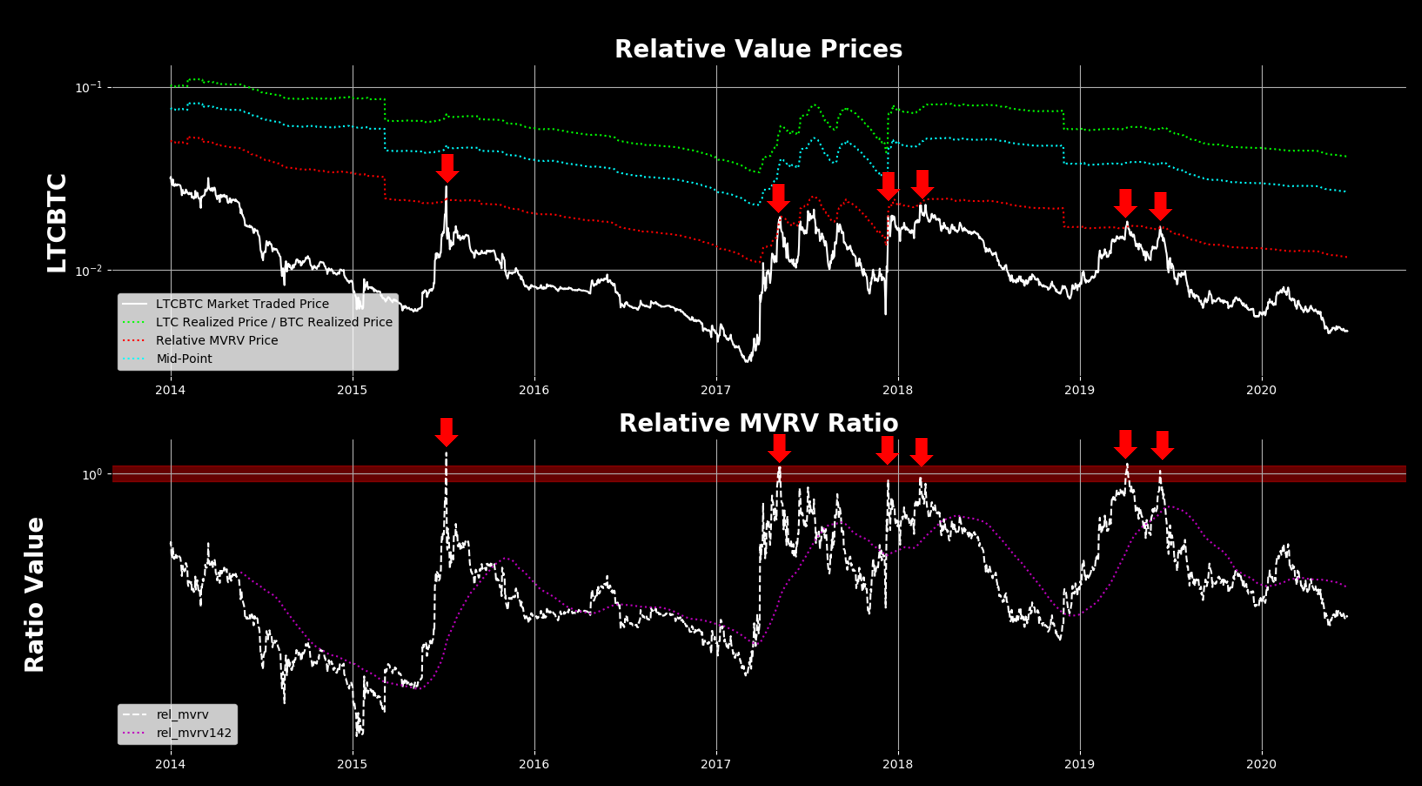 Relative Value Prices
LTCBTC
10⁻¹
10⁻²
LTCBTC Market Traded Price
LTC Realized Price / BTC Realized Price
Relative MVRV Price
Mid-Point
2014 2015 2016 2017 2018 2019 2020
Relative MVRV Ratio
Ratio Value
10⁰
rel_mvrv
rel_mvrv142
2014 2015 2016 2017 2018 2019 2020